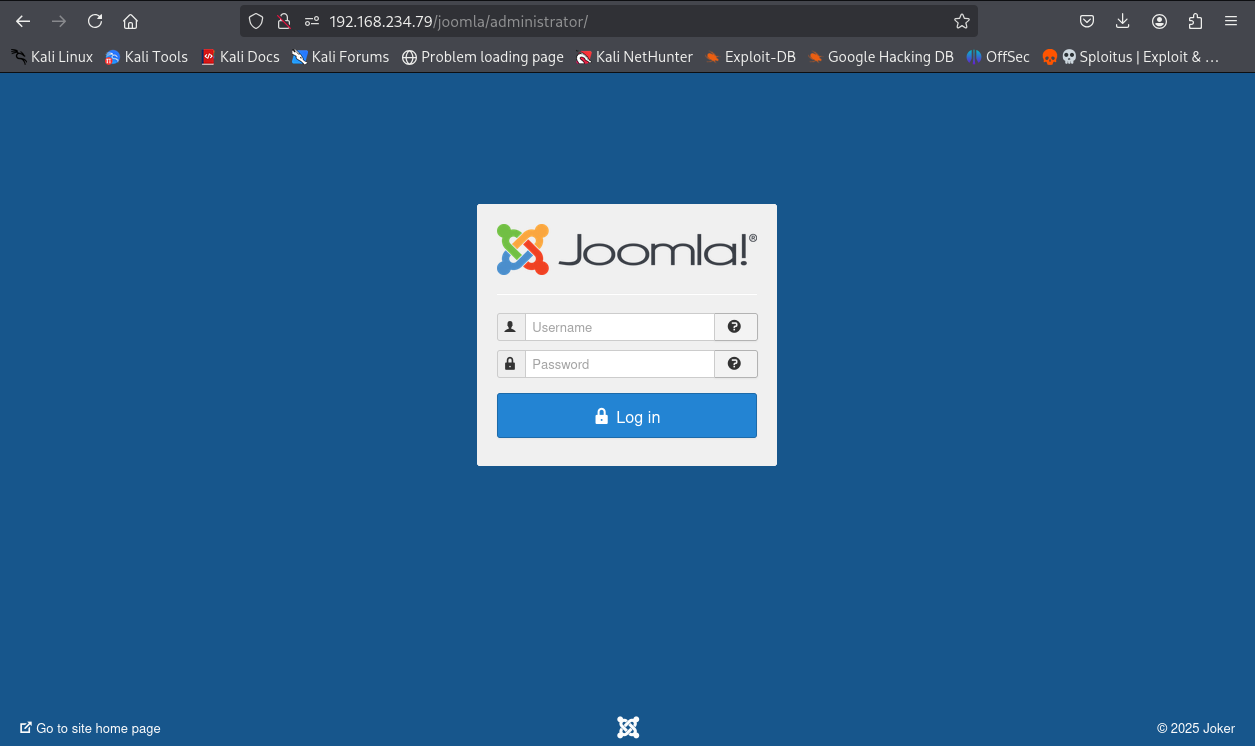 192.168.234.79/joomla/administrator/
Kali Linux Kali Tools Kali Docs Kali Forums Problem loading page Kali NetHunter Exploit-DB Google Hacking DB OffSec Sploitus | Exploit & …
Joomla!®
Username
Password
Log in
Go to site home page © 2025 Joker